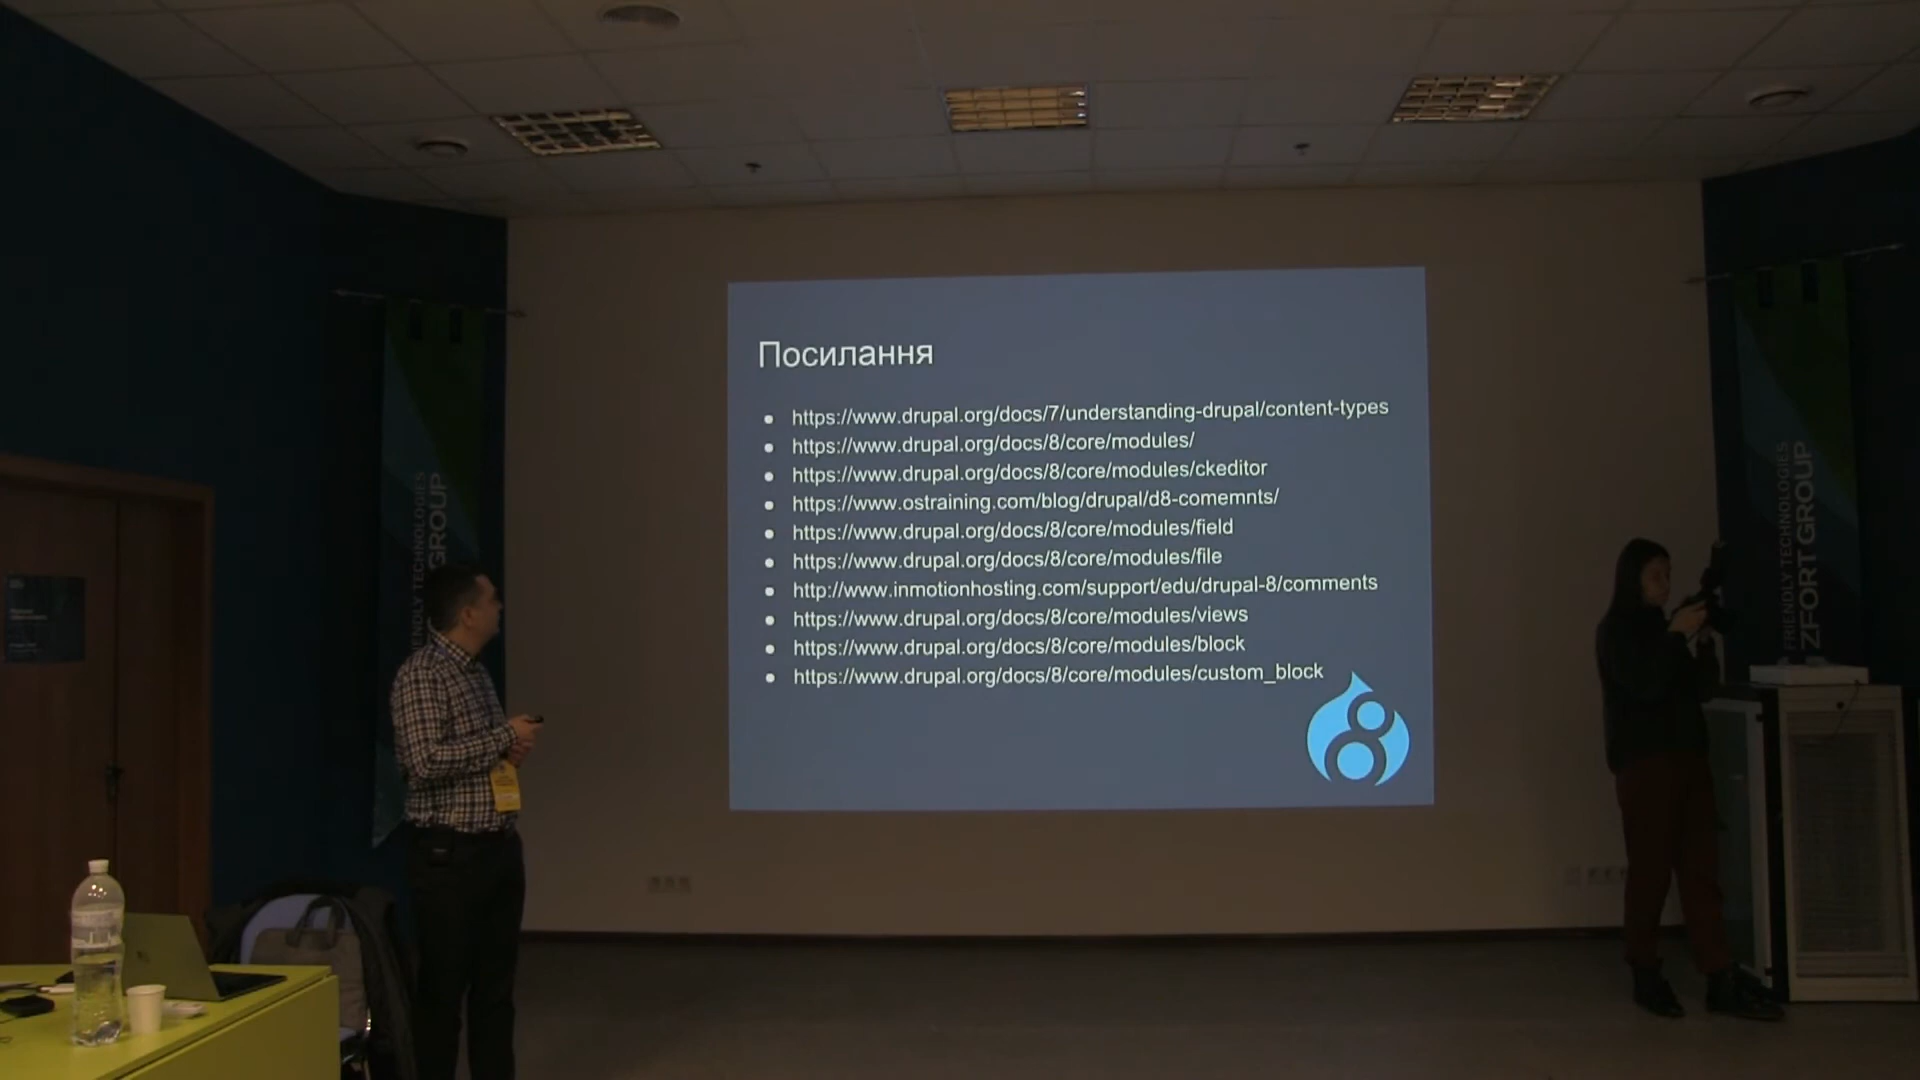 Посилання
https://www.drupal.org/docs/7/understanding-drupal/content-types
https://www.drupal.org/docs/8/core/modules/
https://www.drupal.org/docs/8/core/modules/ckeditor
https://www.ostraining.com/blog/drupal/d8-comemnts/
https://www.drupal.org/docs/8/core/modules/field
https://www.drupal.org/docs/8/core/modules/file
http://www.inmotionhosting.com/support/edu/drupal-8/comments
https://www.drupal.org/docs/8/core/modules/views
https://www.drupal.org/docs/8/core/modules/block
https://www.drupal.org/docs/8/core/modules/custom_block
8
TECHNOLOGIES
GROUP
FRIENDLY TECHNOLOGIES
ZFORT GROUP